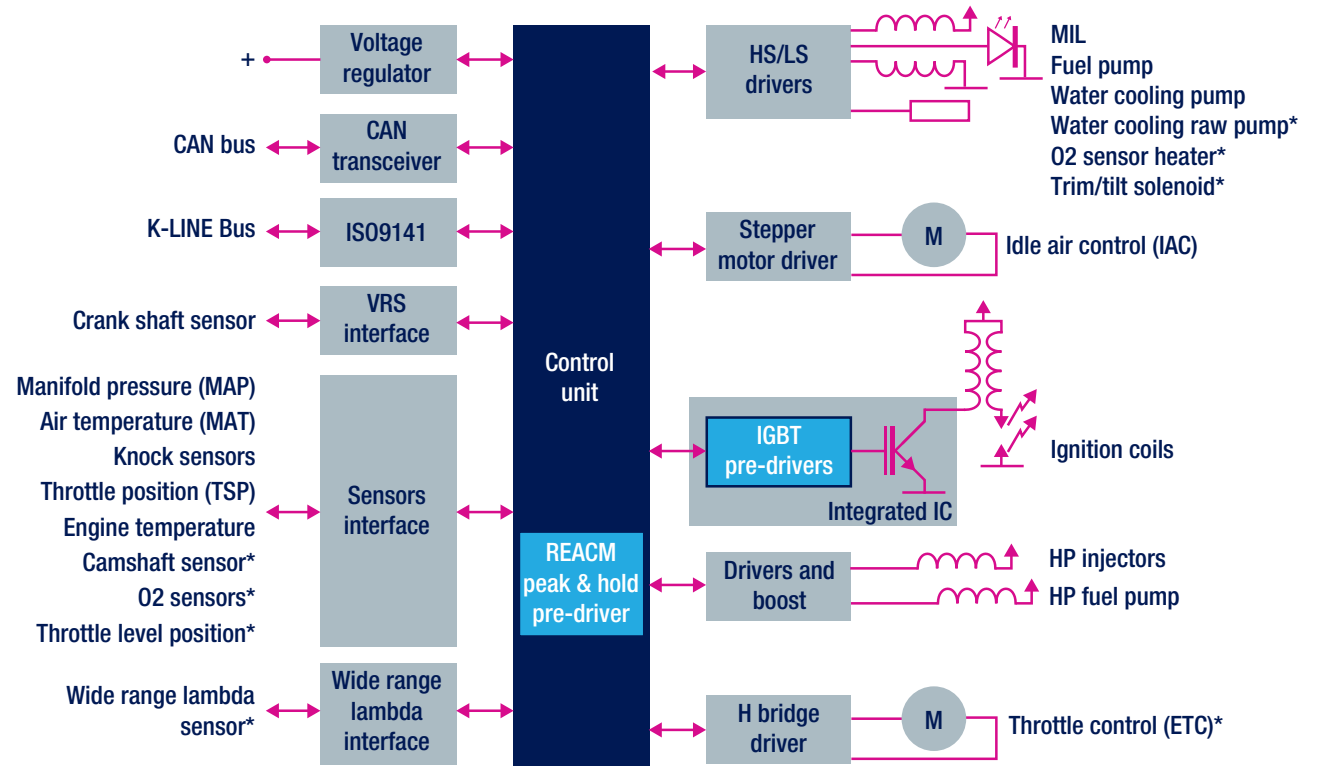 +
Voltage
regulator
CAN bus
CAN
transceiver
K-LINE Bus
ISO9141
Crank shaft sensor
VRS
interface
Manifold pressure (MAP)
Air temperature (MAT)
Knock sensors
Throttle position (TSP)
Engine temperature
Camshaft sensor*
O2 sensors*
Throttle level position*
Sensors
interface
Wide range lambda
sensor*
Wide range
lambda
interface
Control
unit
REACM
peak & hold
pre-driver
HS/LS
drivers
MIL
Fuel pump
Water cooling pump
Water cooling raw pump*
O2 sensor heater*
Trim/tilt solenoid*
Stepper
motor driver
M
Idle air control (IAC)
IGBT
pre-drivers
Integrated IC
Ignition coils
Drivers and
boost
HP injectors
HP fuel pump
H bridge
driver
M
Throttle control (ETC)*